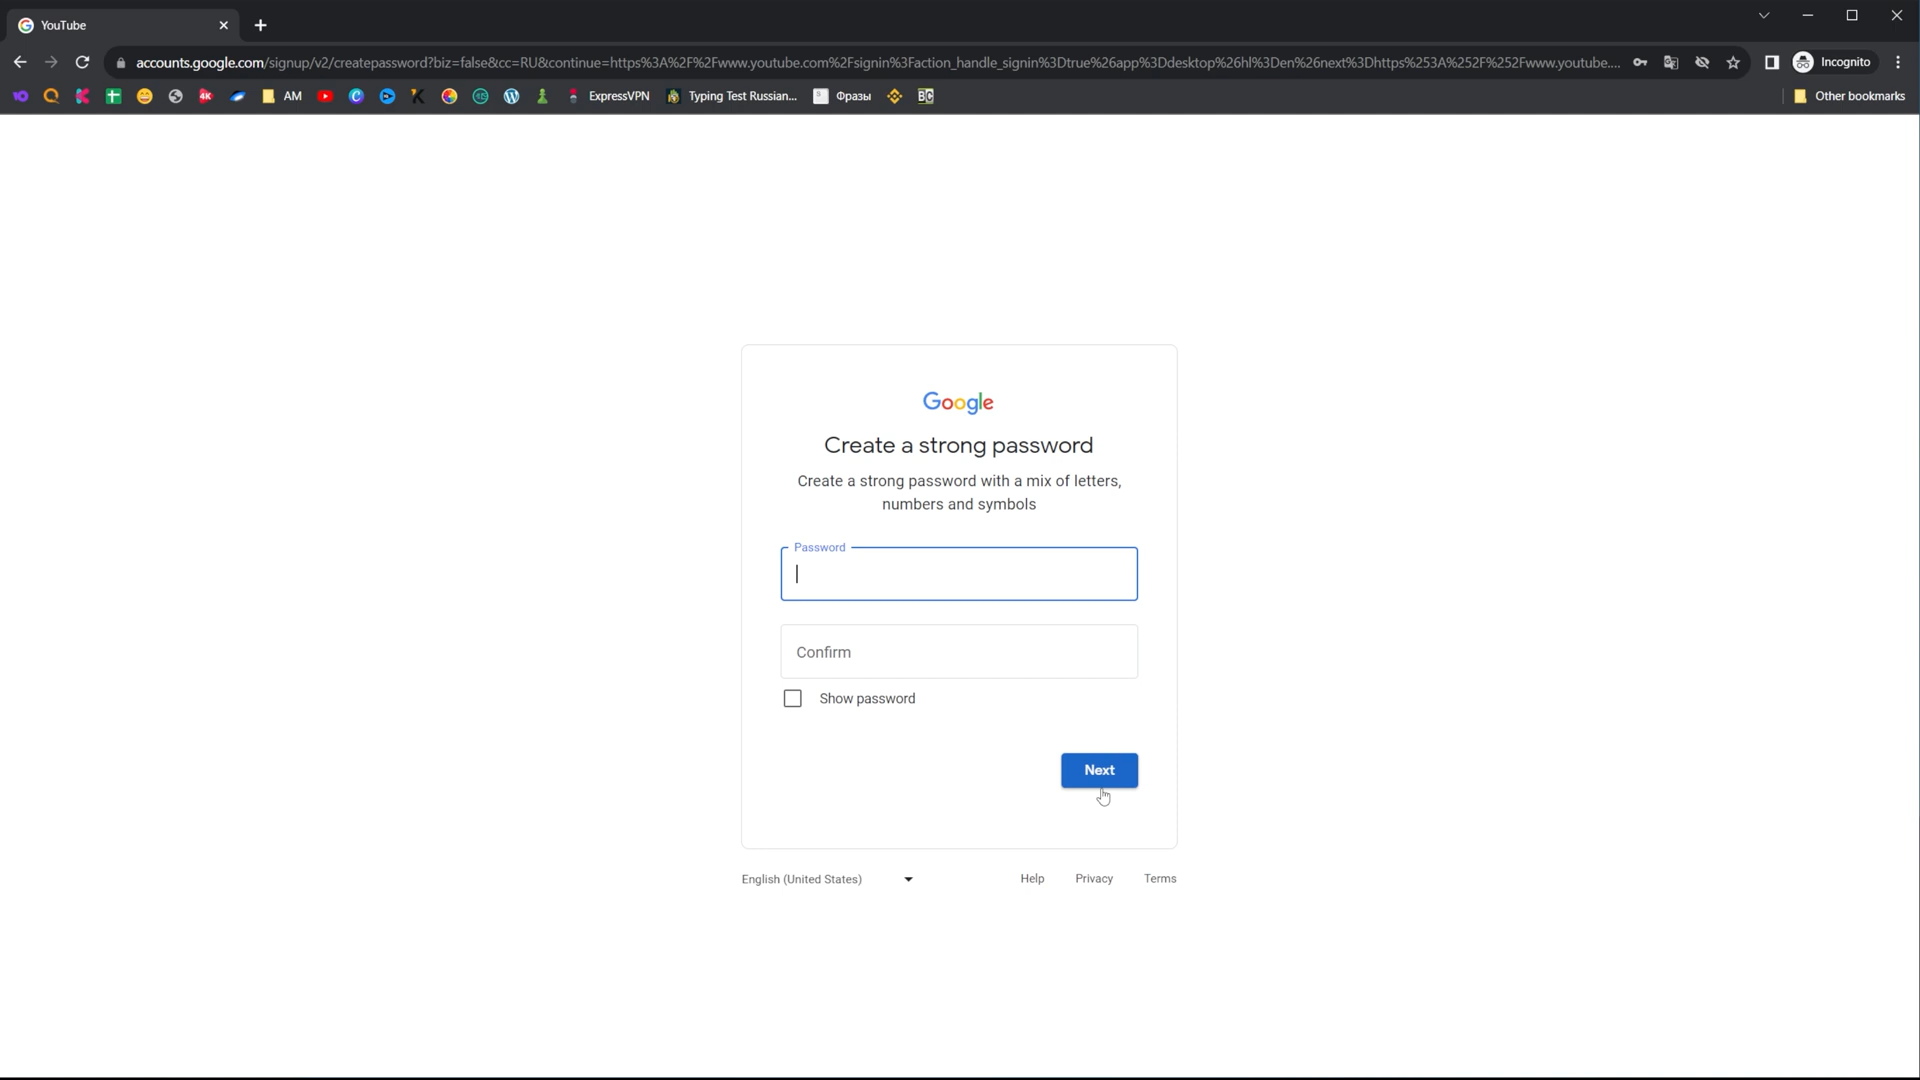 YouTube
accounts.google.com/signup/v2/createpassword?biz=false&cc=RU&continue=https%3A%2F%2Fwww.youtube.com%2Fsignin%3Faction_handle_signin%3Dtrue%26app%3Ddesktop%26hl%3Den%26next%3Dhttps%253A%252F%252Fwww.youtube....
Incognito
4K
AM
ExpressVPN
Typing Test Russian...
Фразы
BC
Other bookmarks
Google
Create a strong password
Create a strong password with a mix of letters,
numbers and symbols
Password
Confirm
Show password
Next
English (United States)
Help
Privacy
Terms